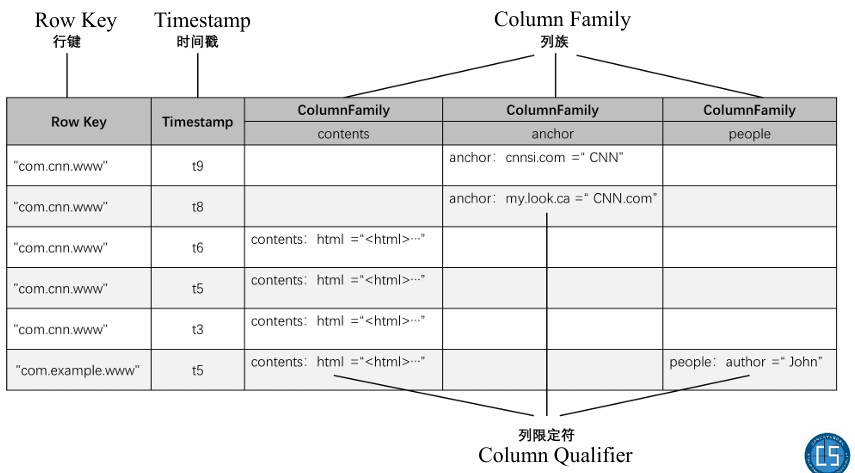 Row Key Timestamp Column Family
行键 时间戳 列族
Row Key Timestamp ColumnFamily ColumnFamily ColumnFamily
contents anchor people
"com.cnn.www" t9 anchor: cnnsi.com =“ CNN”
"com.cnn.www" t8 anchor: my.look.ca =“ CNN.com”
"com.cnn.www" t6 contents: html =“<html>…”
"com.cnn.www" t5 contents: html =“<html>…”
"com.cnn.www" t3 contents: html =“<html>…”
"com.example.www" t5 contents: html =“<html>…” people: author =“ John”
列限定符
Column Qualifier
CS